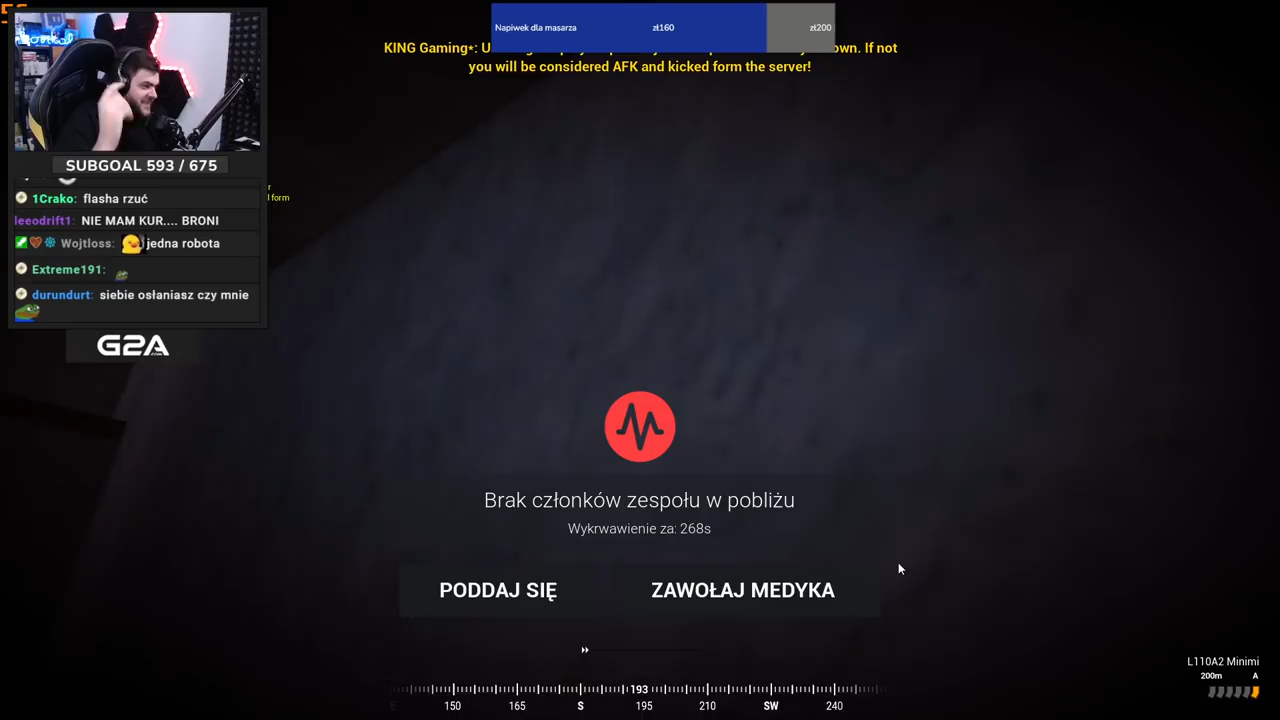 Napiwek dla masarza zł160 zł200
KING Gaming*: own. If not
you will be considered AFK and kicked form the server!
SUBGOAL 593 / 675
1Crako: flasha rzuć
leeodrift1: NIE MAM KUR.... BRONI
Wojtloss: jedna robota
Extreme191:
durundurt: siebie osłaniasz czy mnie
r
l form
G2A
.COM
Brak członków zespołu w pobliżu
Wykrwawienie za: 268s
PODDAJ SIĘ ZAWOŁAJ MEDYKA
L110A2 Minimi
200m A
193
E 150 165 S 195 210 SW 240